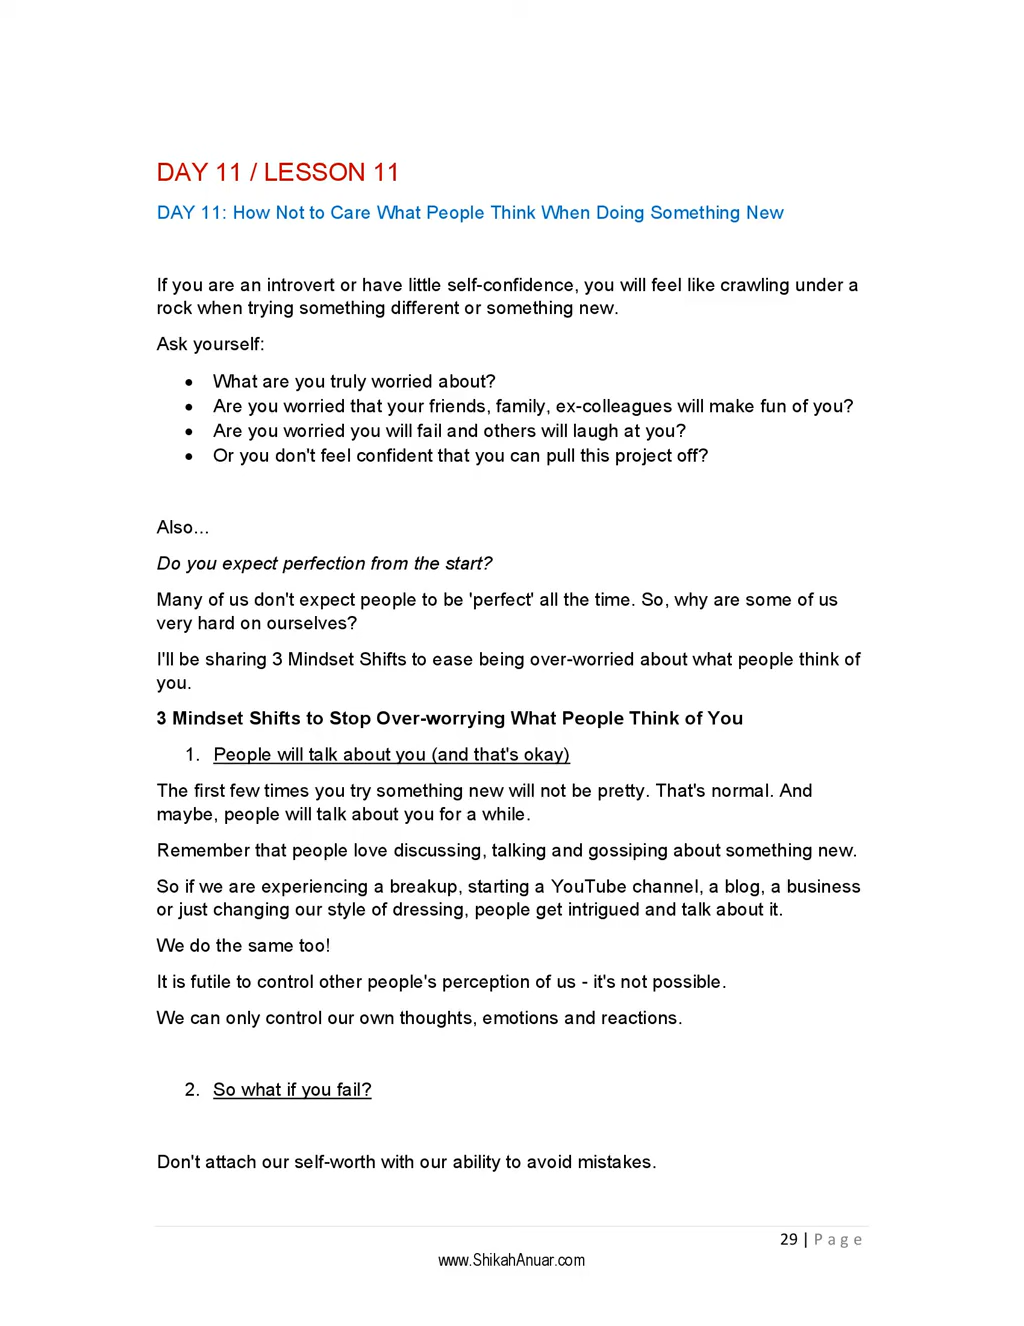 DAY 11 / LESSON 11
DAY 11: How Not to Care What People Think When Doing Something New
If you are an introvert or have little self-confidence, you will feel like crawling under a
rock when trying something different or something new.
Ask yourself:
• What are you truly worried about?
• Are you worried that your friends, family, ex-colleagues will make fun of you?
• Are you worried you will fail and others will laugh at you?
• Or you don't feel confident that you can pull this project off?
Also...
Do you expect perfection from the start?
Many of us don't expect people to be 'perfect' all the time. So, why are some of us
very hard on ourselves?
I'll be sharing 3 Mindset Shifts to ease being over-worried about what people think of
you.
3 Mindset Shifts to Stop Over-worrying What People Think of You
1. People will talk about you (and that's okay)
The first few times you try something new will not be pretty. That's normal. And
maybe, people will talk about you for a while.
Remember that people love discussing, talking and gossiping about something new.
So if we are experiencing a breakup, starting a YouTube channel, a blog, a business
or just changing our style of dressing, people get intrigued and talk about it.
We do the same too!
It is futile to control other people's perception of us - it's not possible.
We can only control our own thoughts, emotions and reactions.
2. So what if you fail?
Don't attach our self-worth with our ability to avoid mistakes.
29 | Page
www.ShikahAnuar.com